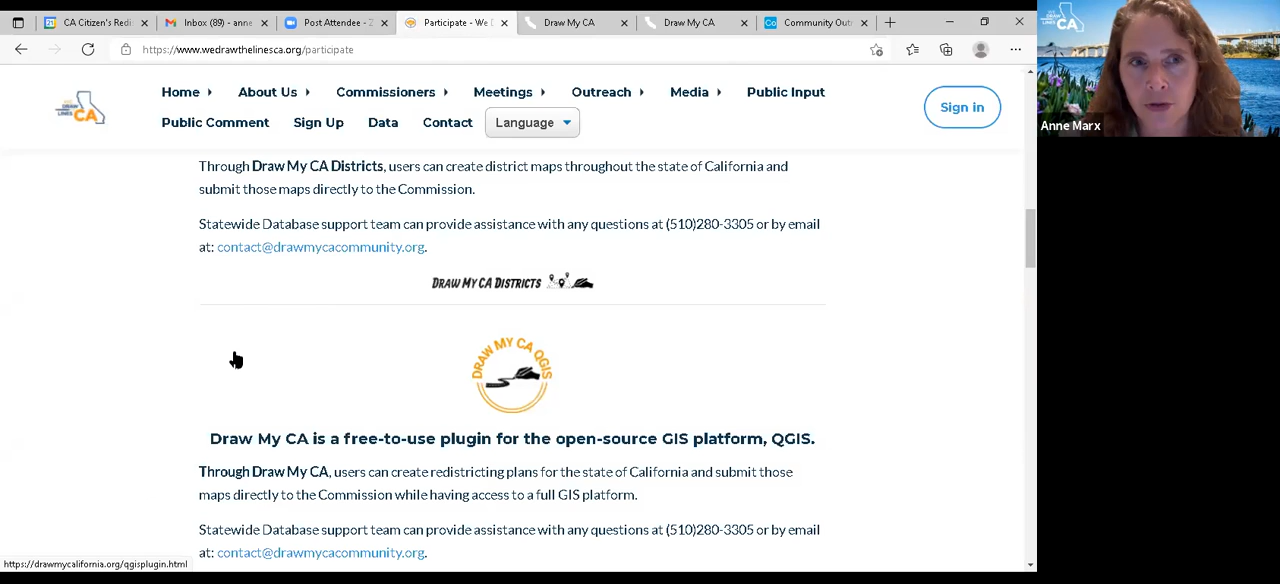 CA Citizen's Redi
Inbox (89) - anne
Post Attendee - Z
Participate - We D
Draw My CA
Draw My CA
Community Outr
https://www.wedrawthelinesca.org/participate
Home
About Us
Commissioners
Meetings
Outreach
Media
Public Input
Public Comment
Sign Up
Data
Contact
Language
Sign in
Through Draw My CA Districts, users can create district maps throughout the state of California and
submit those maps directly to the Commission.
Statewide Database support team can provide assistance with any questions at (510)280-3305 or by email
at: contact@drawmycacommunity.org.
DRAW MY CA DISTRICTS
DRAW MY CA QGIS
Draw My CA is a free-to-use plugin for the open-source GIS platform, QGIS.
Through Draw My CA, users can create redistricting plans for the state of California and submit those
maps directly to the Commission while having access to a full GIS platform.
Statewide Database support team can provide assistance with any questions at (510)280-3305 or by email
at: contact@drawmycacommunity.org.
https://drawmycalifornia.org/qgisplugin.html
CA
Anne Marx